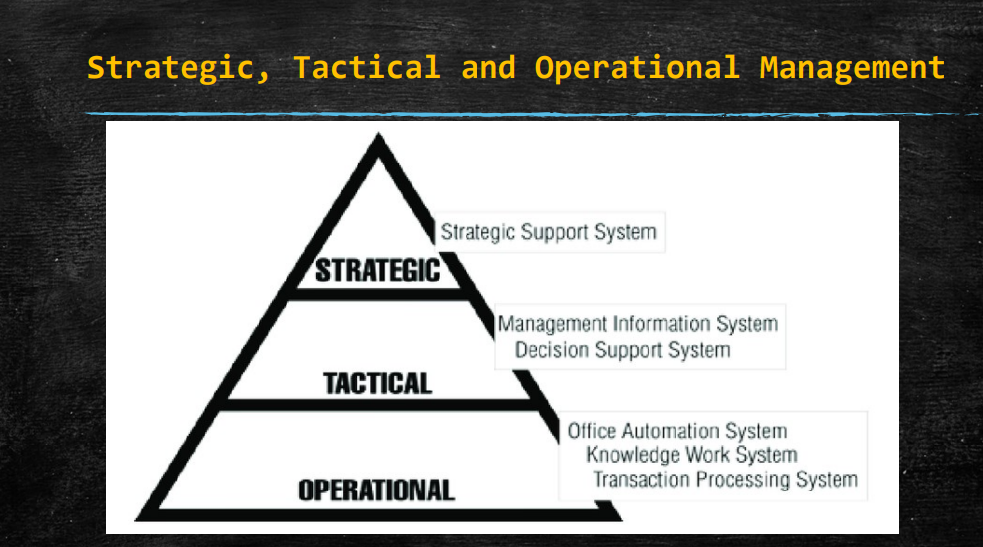 Strategic, Tactical and Operational Management
Strategic Support System
STRATEGIC
Management Information System
Decision Support System
TACTICAL
Office Automation System
Knowledge Work System
Transaction Processing System
OPERATIONAL